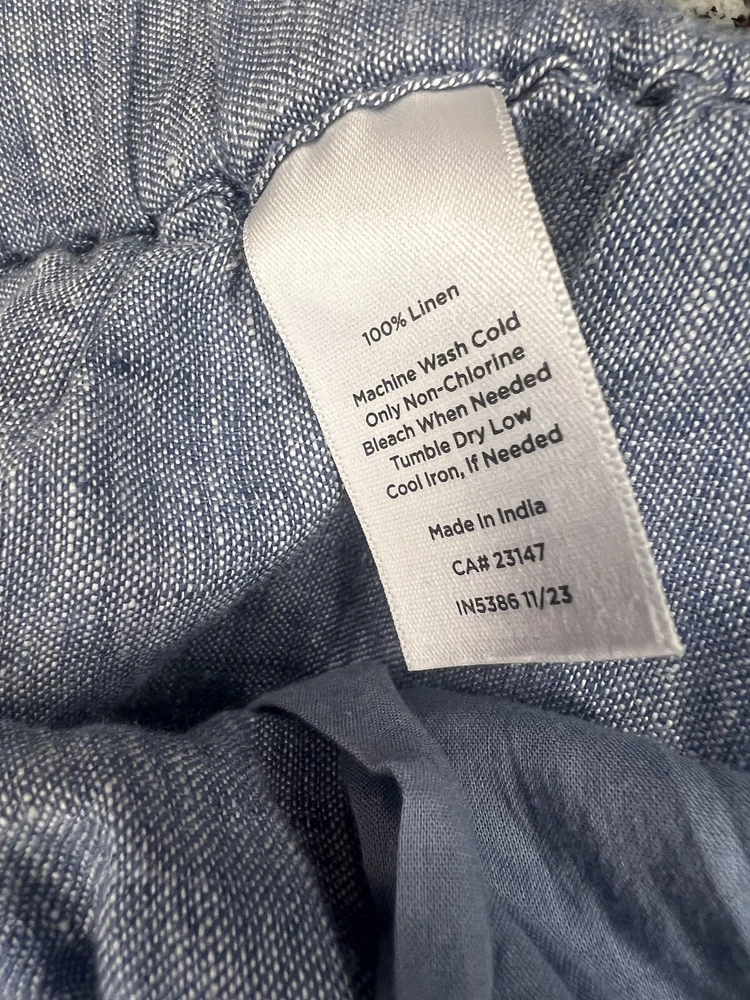 100% Linen
Machine Wash Cold
Only Non-Chlorine
Bleach When Needed
Tumble Dry Low
Cool Iron, If Needed
Made In India
CA# 23147
IN5386 11/23